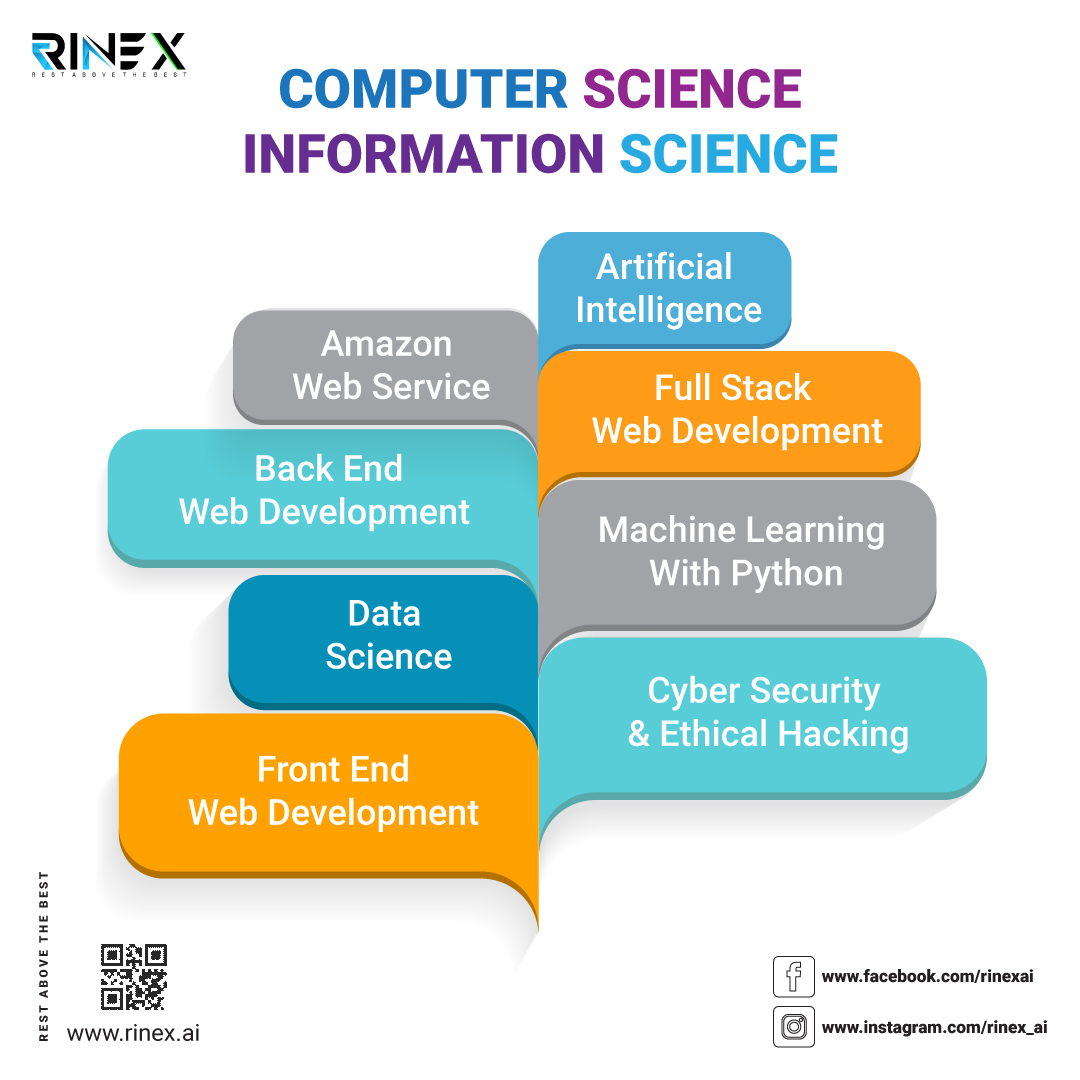 RINEX
REST ABOVE THE BEST
COMPUTER SCIENCE
INFORMATION SCIENCE
Artificial
Intelligence
Amazon
Web Service
Full Stack
Web Development
Back End
Web Development
Machine Learning
With Python
Data
Science
Cyber Security
& Ethical Hacking
Front End
Web Development
REST ABOVE THE BEST
www.rinex.ai
www.facebook.com/rinexai
www.instagram.com/rinex_ai